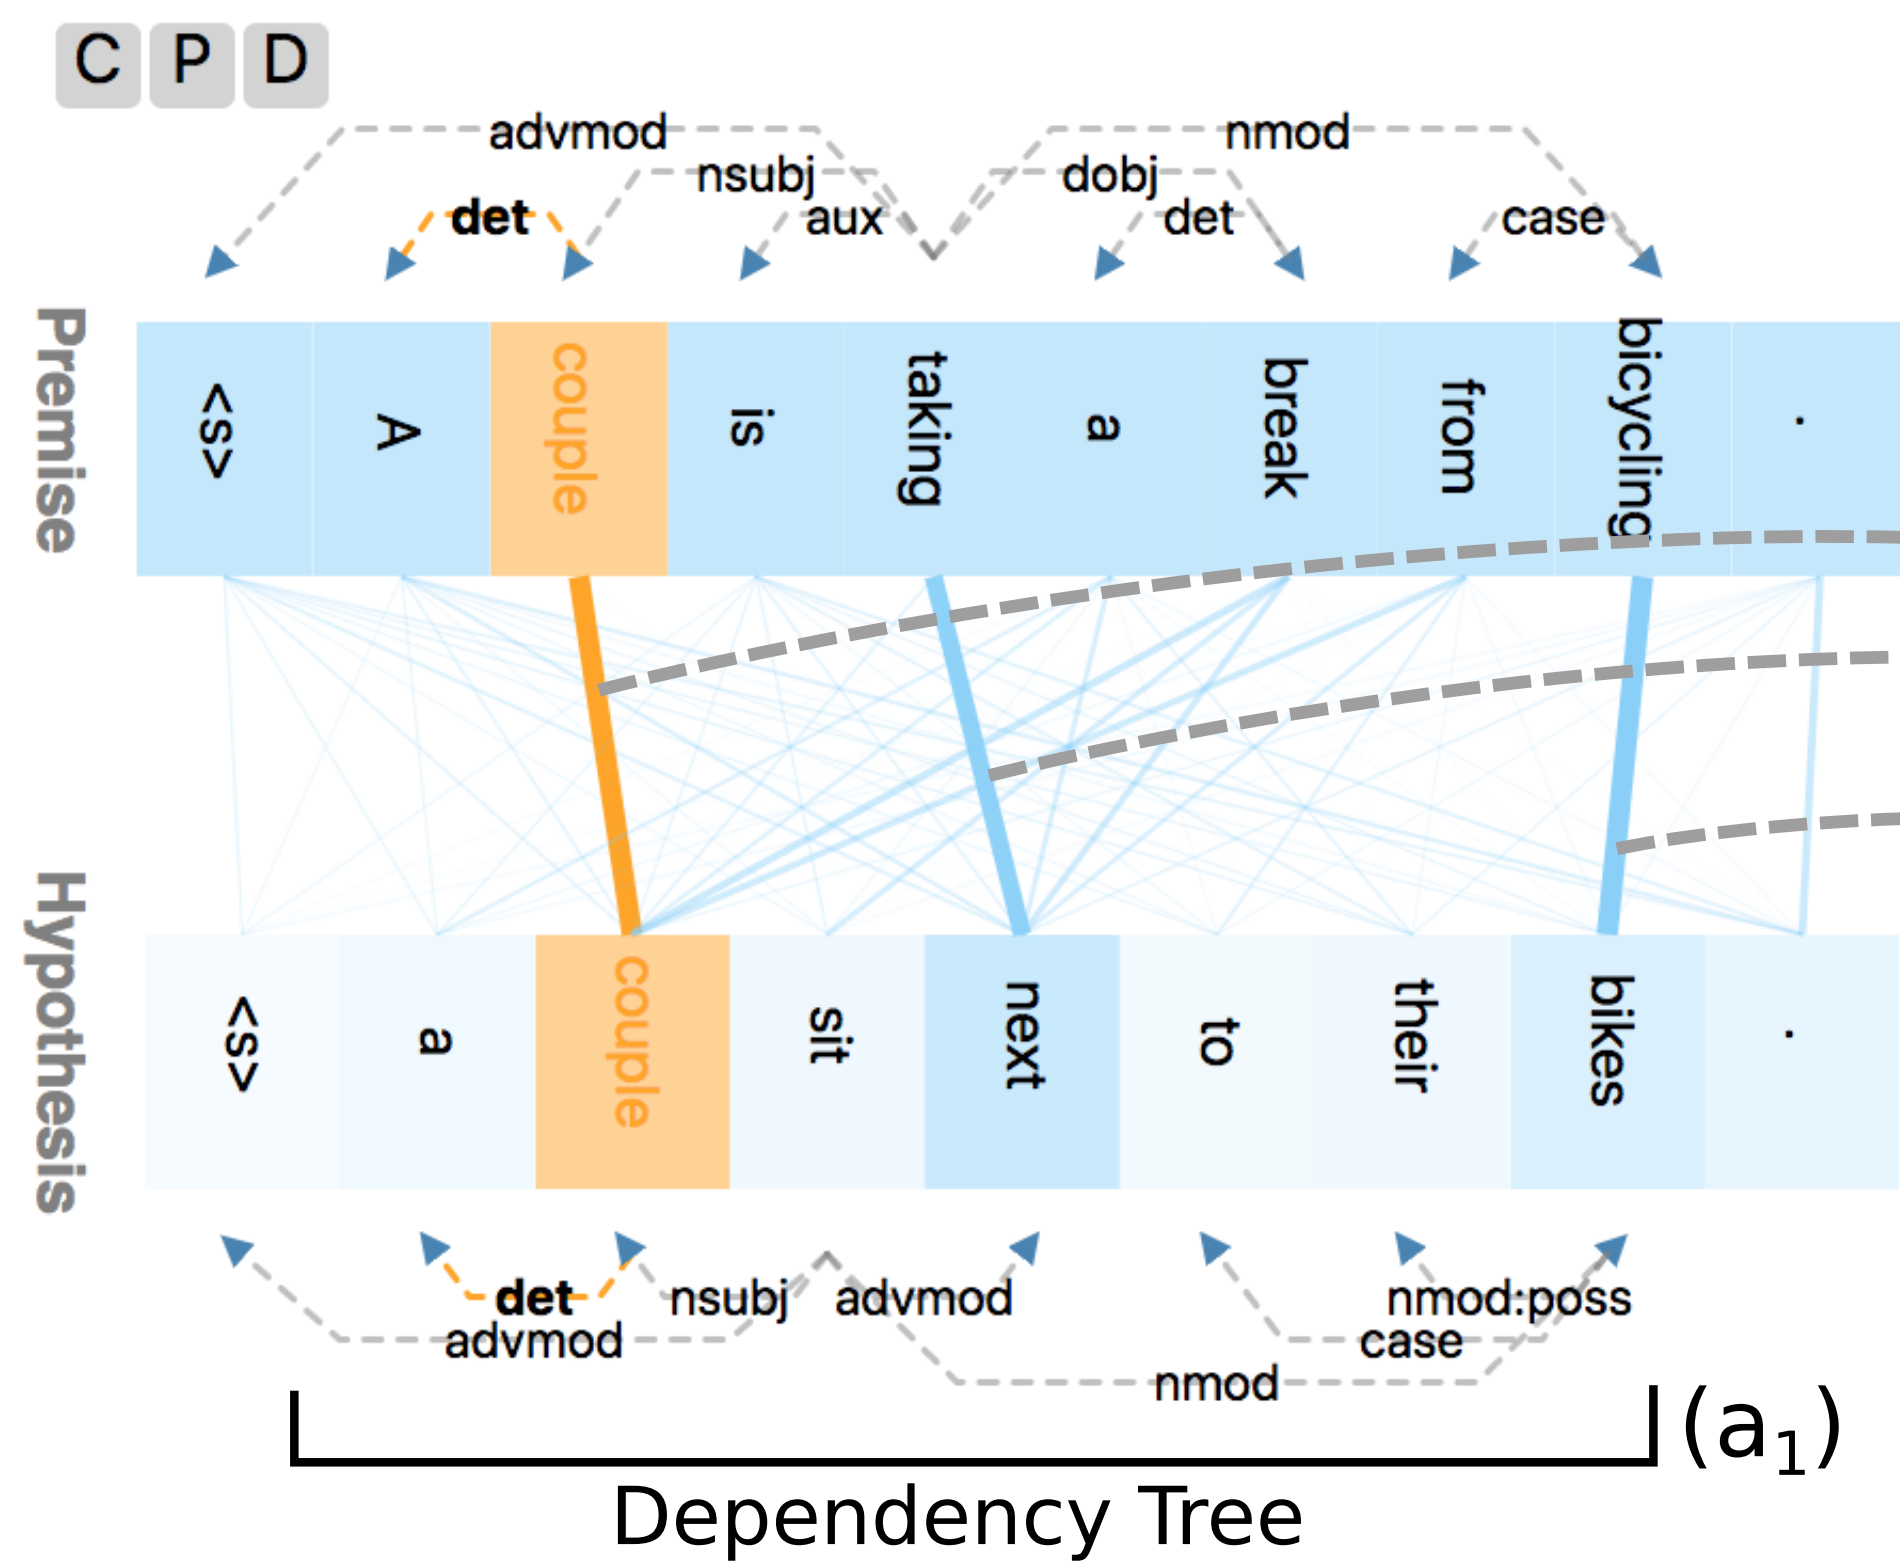 C P D
advmod nmod
nsubj dobj
det aux det case
Premise
<s> A couple is taking a break from bicycling .
Hypothesis
<s> a couple sit next to their bikes .
det nsubj advmod nmod:poss
advmod case
nmod
(a1)
Dependency Tree